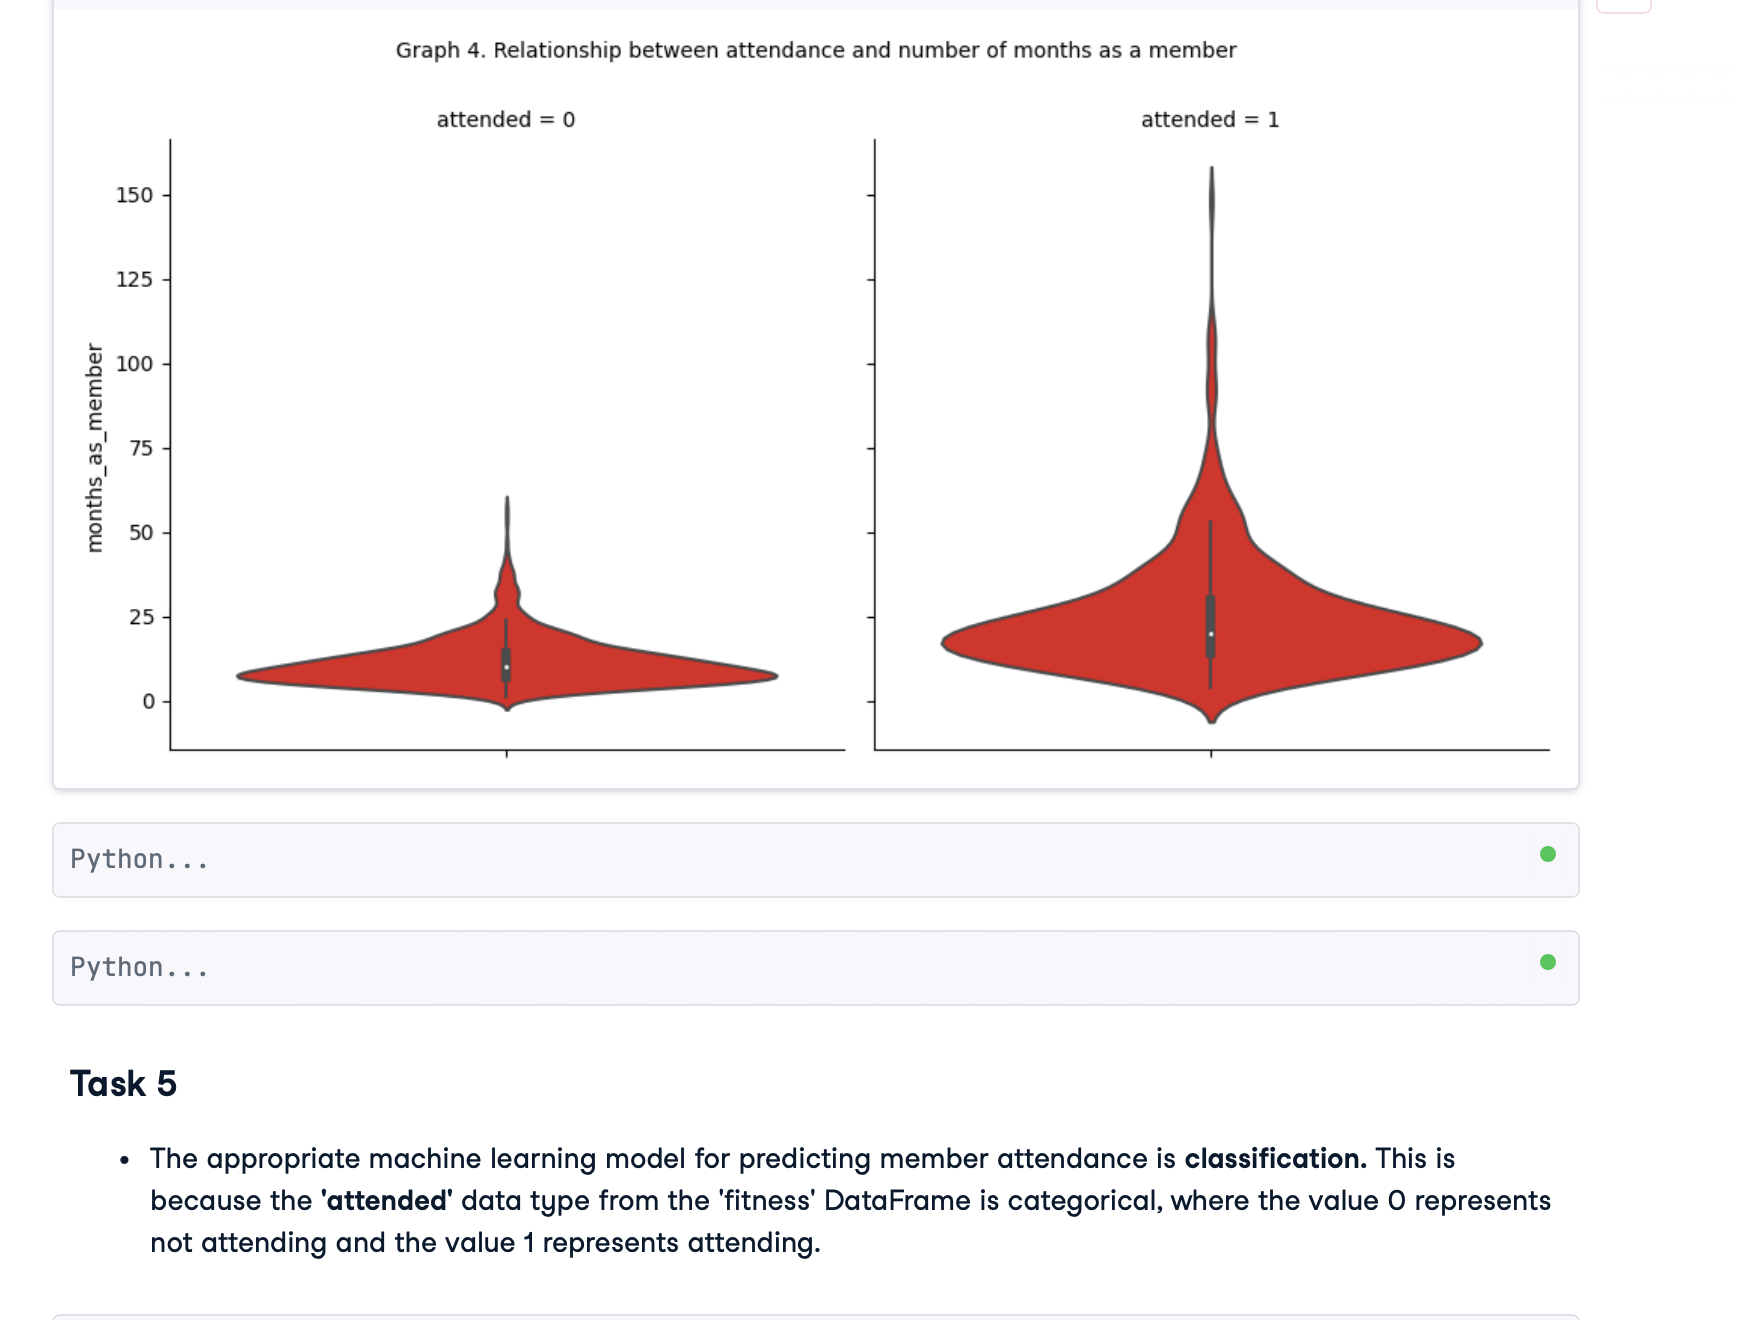 Graph 4. Relationship between attendance and number of months as a member
attended = 0
attended = 1
months_as_member
150
125
100
75
50
25
0
Python...
Python...
Task 5
• The appropriate machine learning model for predicting member attendance is classification. This is
because the 'attended' data type from the 'fitness' DataFrame is categorical, where the value 0 represents
not attending and the value 1 represents attending.